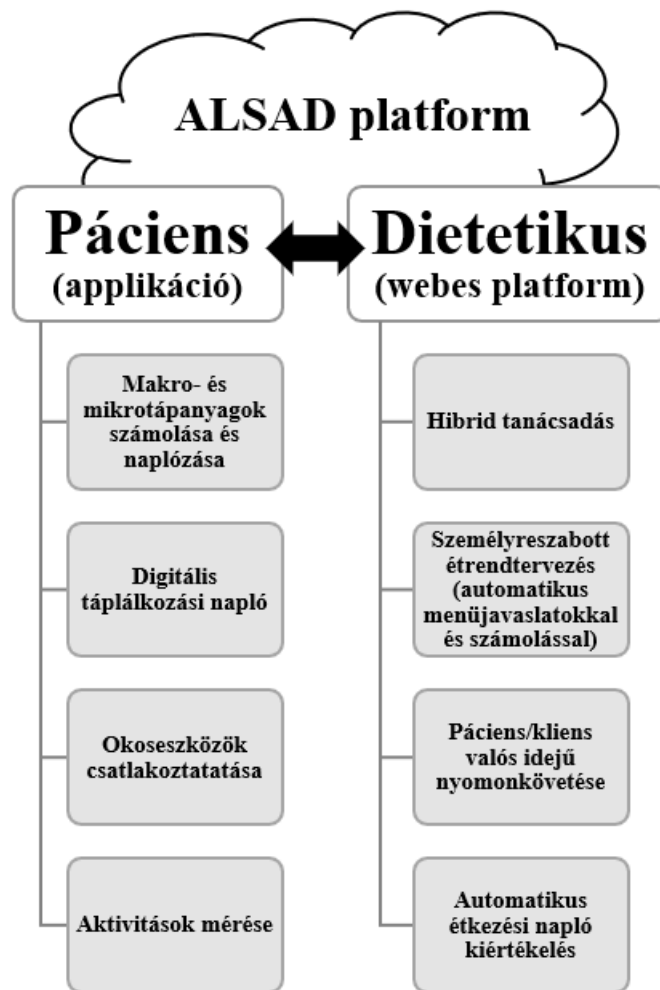 ALSAD platform
Páciens
(applikáció)
Makro- és
mikrotápanyagok
számolása és
naplózása
Digitális
táplálkozási napló
Okoseszközök
csatlakoztatatása
Aktivitások mérése
Dietetikus
(webes platform)
Hibrid tanácsadás
Személyreszabott
étrendtervezés
(automatikus
menüjavaslatokkal
és számolással)
Páciens/kliens
valós idejű
nyomonkövetése
Automatikus
étkezési napló
kiértékelés